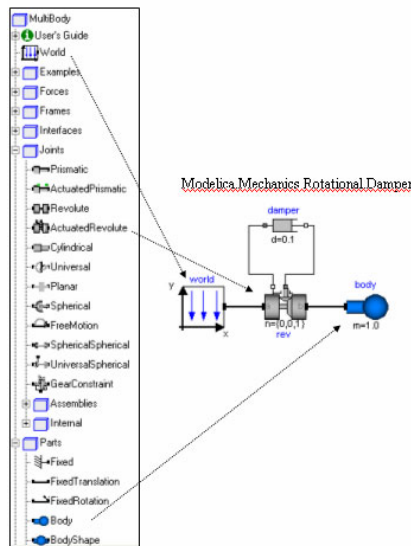 MultiBody
User's Guide
World
Examples
Forces
Frames
Interfaces
Joints
Prismatic
ActuatedPrismatic
Revolute
ActuatedRevolute
Cylindrical
Universal
Planar
Spherical
FreeMotion
SphericalSpherical
UniversalSpherical
GearConstraint
Assemblies
Internal
Parts
Fixed
FixedTranslation
FixedRotation
Body
BodyShape
Modelica.Mechanics.Rotational.Damper
damper
d=0.1
world
y
x
n={0,0,1}
rev
body
m=1.0